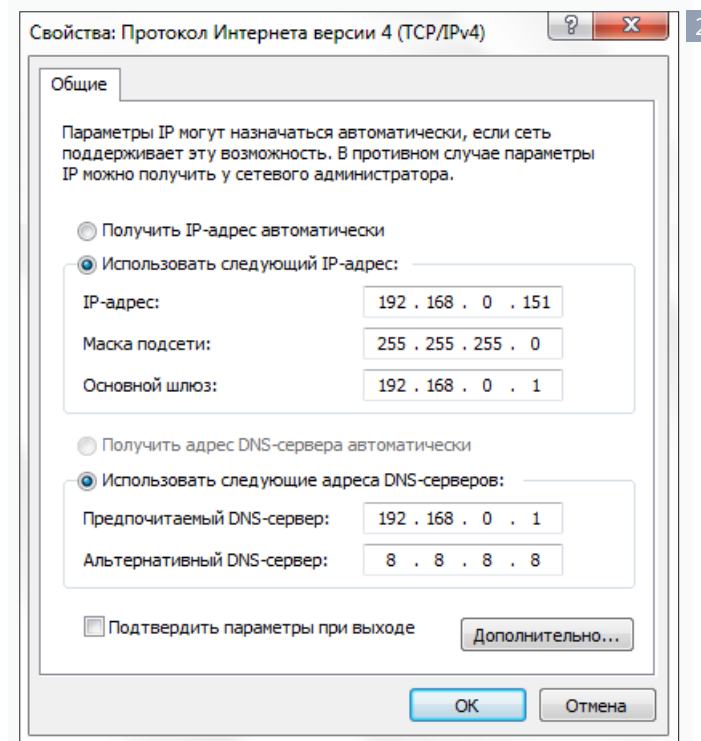 Свойства: Протокол Интернета версии 4 (TCP/IPv4)
?
X
2
Общие
Параметры IP могут назначаться автоматически, если сеть
поддерживает эту возможность. В противном случае параметры
IP можно получить у сетевого администратора.
Получить IP-адрес автоматически
Использовать следующий IP-адрес:
IP-адрес: 192 . 168 . 0 . 151
Маска подсети: 255 . 255 . 255 . 0
Основной шлюз: 192 . 168 . 0 . 1
Получить адрес DNS-сервера автоматически
Использовать следующие адреса DNS-серверов:
Предпочитаемый DNS-сервер: 192 . 168 . 0 . 1
Альтернативный DNS-сервер: 8 . 8 . 8 . 8
Подтвердить параметры при выходе
Дополнительно...
OK
Отмена